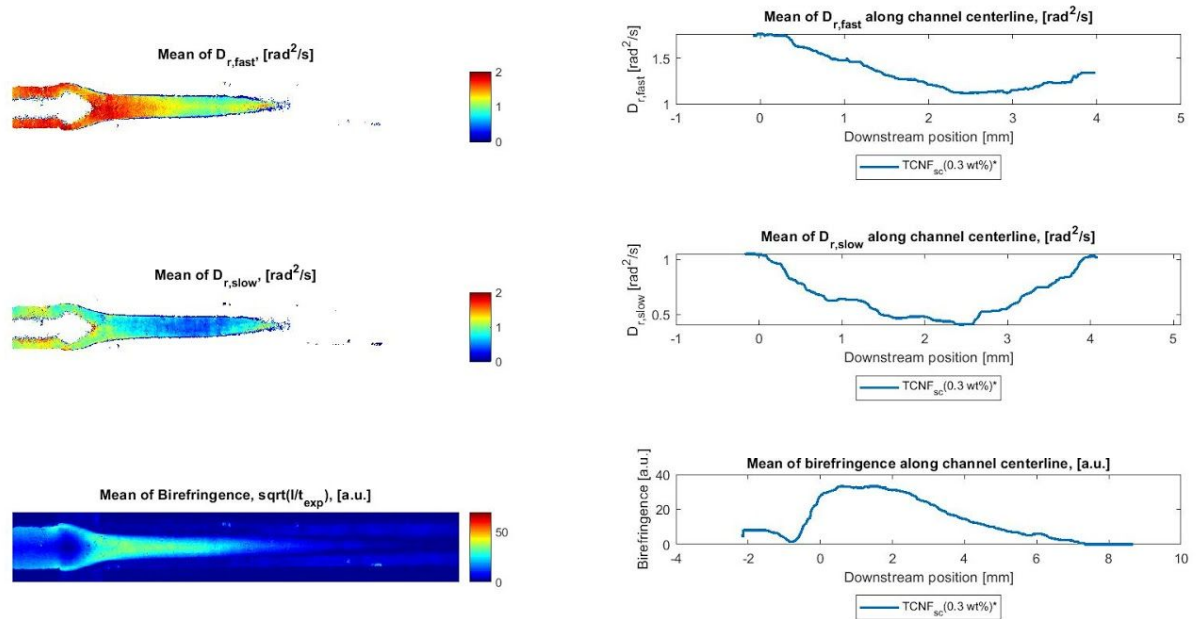 Mean of D_r,fast, [rad²/s]
2
1
0
Mean of D_r,fast along channel centerline, [rad²/s]
D_r,fast [rad²/s]
1.5
1
-1 0 1 2 3 4 5
Downstream position [mm]
TCNF_sc(0.3 wt%)*
Mean of D_r,slow, [rad²/s]
2
1
0
Mean of D_r,slow along channel centerline, [rad²/s]
D_r,slow [rad²/s]
1
0.5
-1 0 1 2 3 4 5
Downstream position [mm]
TCNF_sc(0.3 wt%)*
Mean of Birefringence, sqrt(I/t_exp), [a.u.]
50
0
Mean of birefringence along channel centerline, [a.u.]
Birefringence [a.u.]
40
20
0
-4 -2 0 2 4 6 8 10
Downstream position [mm]
TCNF_sc(0.3 wt%)*